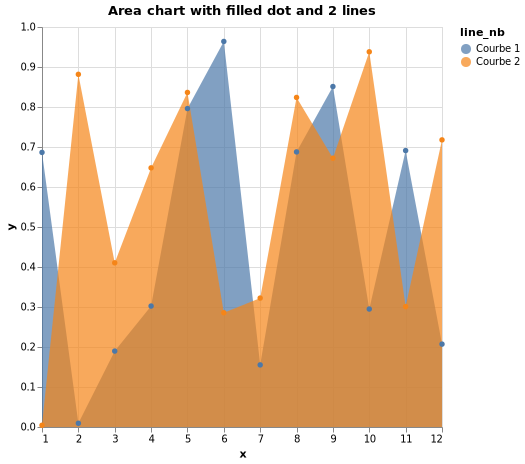 Area chart with filled dot and 2 lines
line_nb
Courbe 1
Courbe 2
y
1.0
0.9
0.8
0.7
0.6
0.5
0.4
0.3
0.2
0.1
0.0
1 2 3 4 5 6 7 8 9 10 11 12
x